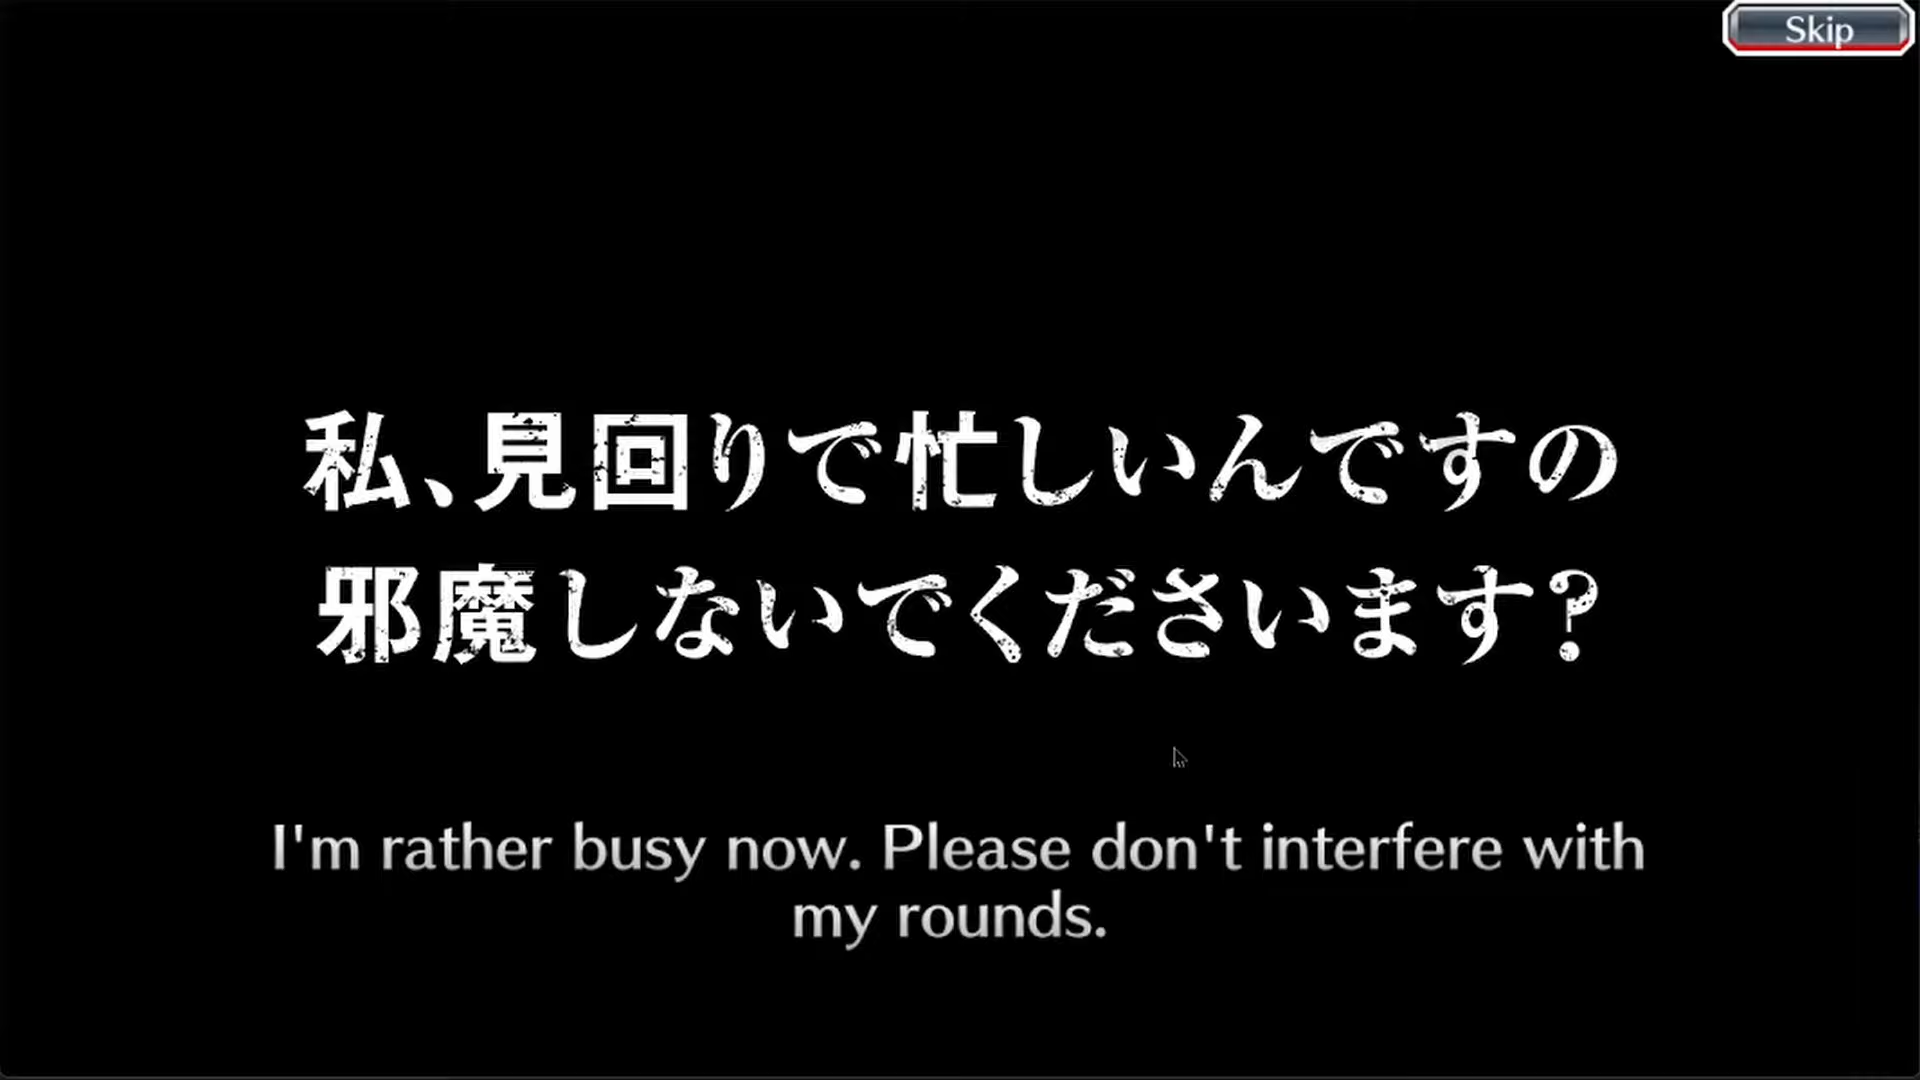 Skip
私、見回りで忙しいんですの
邪魔しないでくださいます?
I'm rather busy now. Please don't interfere with
my rounds.